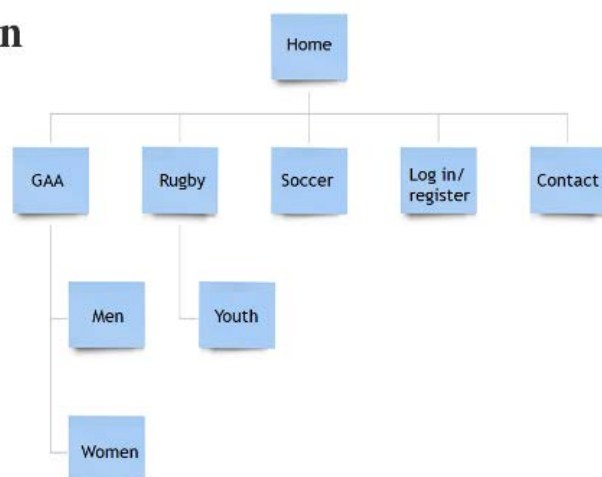 n
Home
GAA
Rugby
Soccer
Log in/
register
Contact
Men
Youth
Women